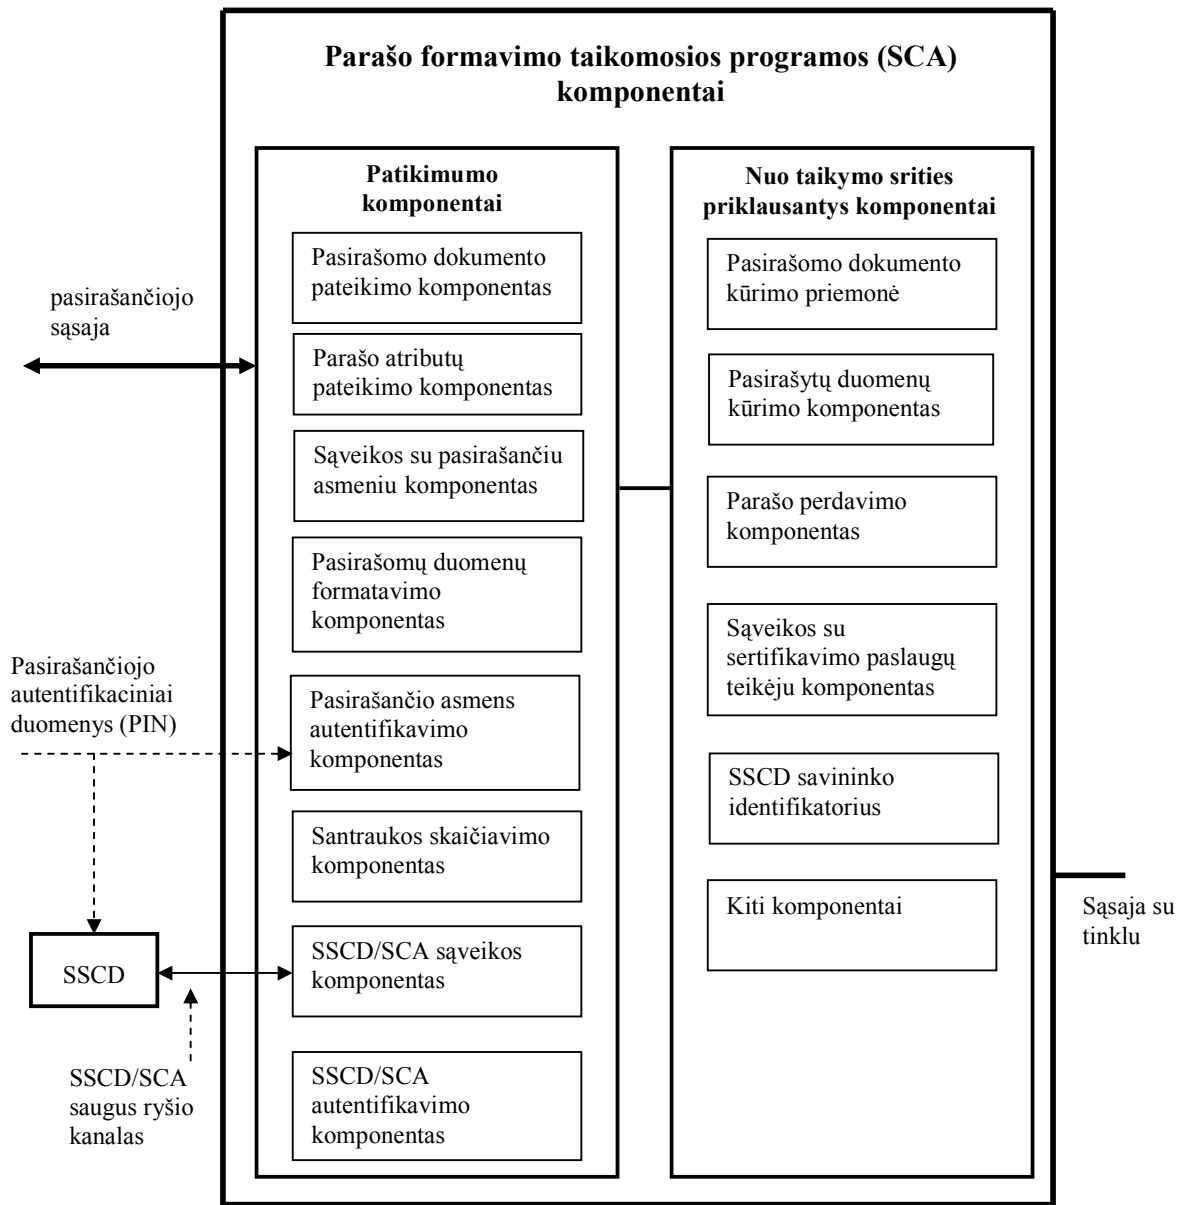 Parašo formavimo taikomosios programos (SCA)
komponentai
Patikimumo
komponentai
Pasirašomo dokumento
pateikimo komponentas
Parašo atributų
pateikimo komponentas
Sąveikos su pasirašančiu
asmeniu komponentas
Pasirašomų duomenų
formatavimo
komponentas
Pasirašančio asmens
autentifikavimo
komponentas
Santraukos skaičiavimo
komponentas
SSCD/SCA sąveikos
komponentas
SSCD/SCA
autentifikavimo
komponentas
Nuo taikymo srities
priklausantys komponentai
Pasirašomo dokumento
kūrimo priemonė
Pasirašytų duomenų
kūrimo komponentas
Parašo perdavimo
komponentas
Sąveikos su
sertifikavimo paslaugų
teikėju komponentas
SSCD savininko
identifikatorius
Kiti komponentai
pasirašančiojo
sąsaja
Pasirašančiojo
autentifikaciniai
duomenys (PIN)
SSCD
SSCD/SCA
saugus ryšio
kanalas
Sąsaja su
tinklu